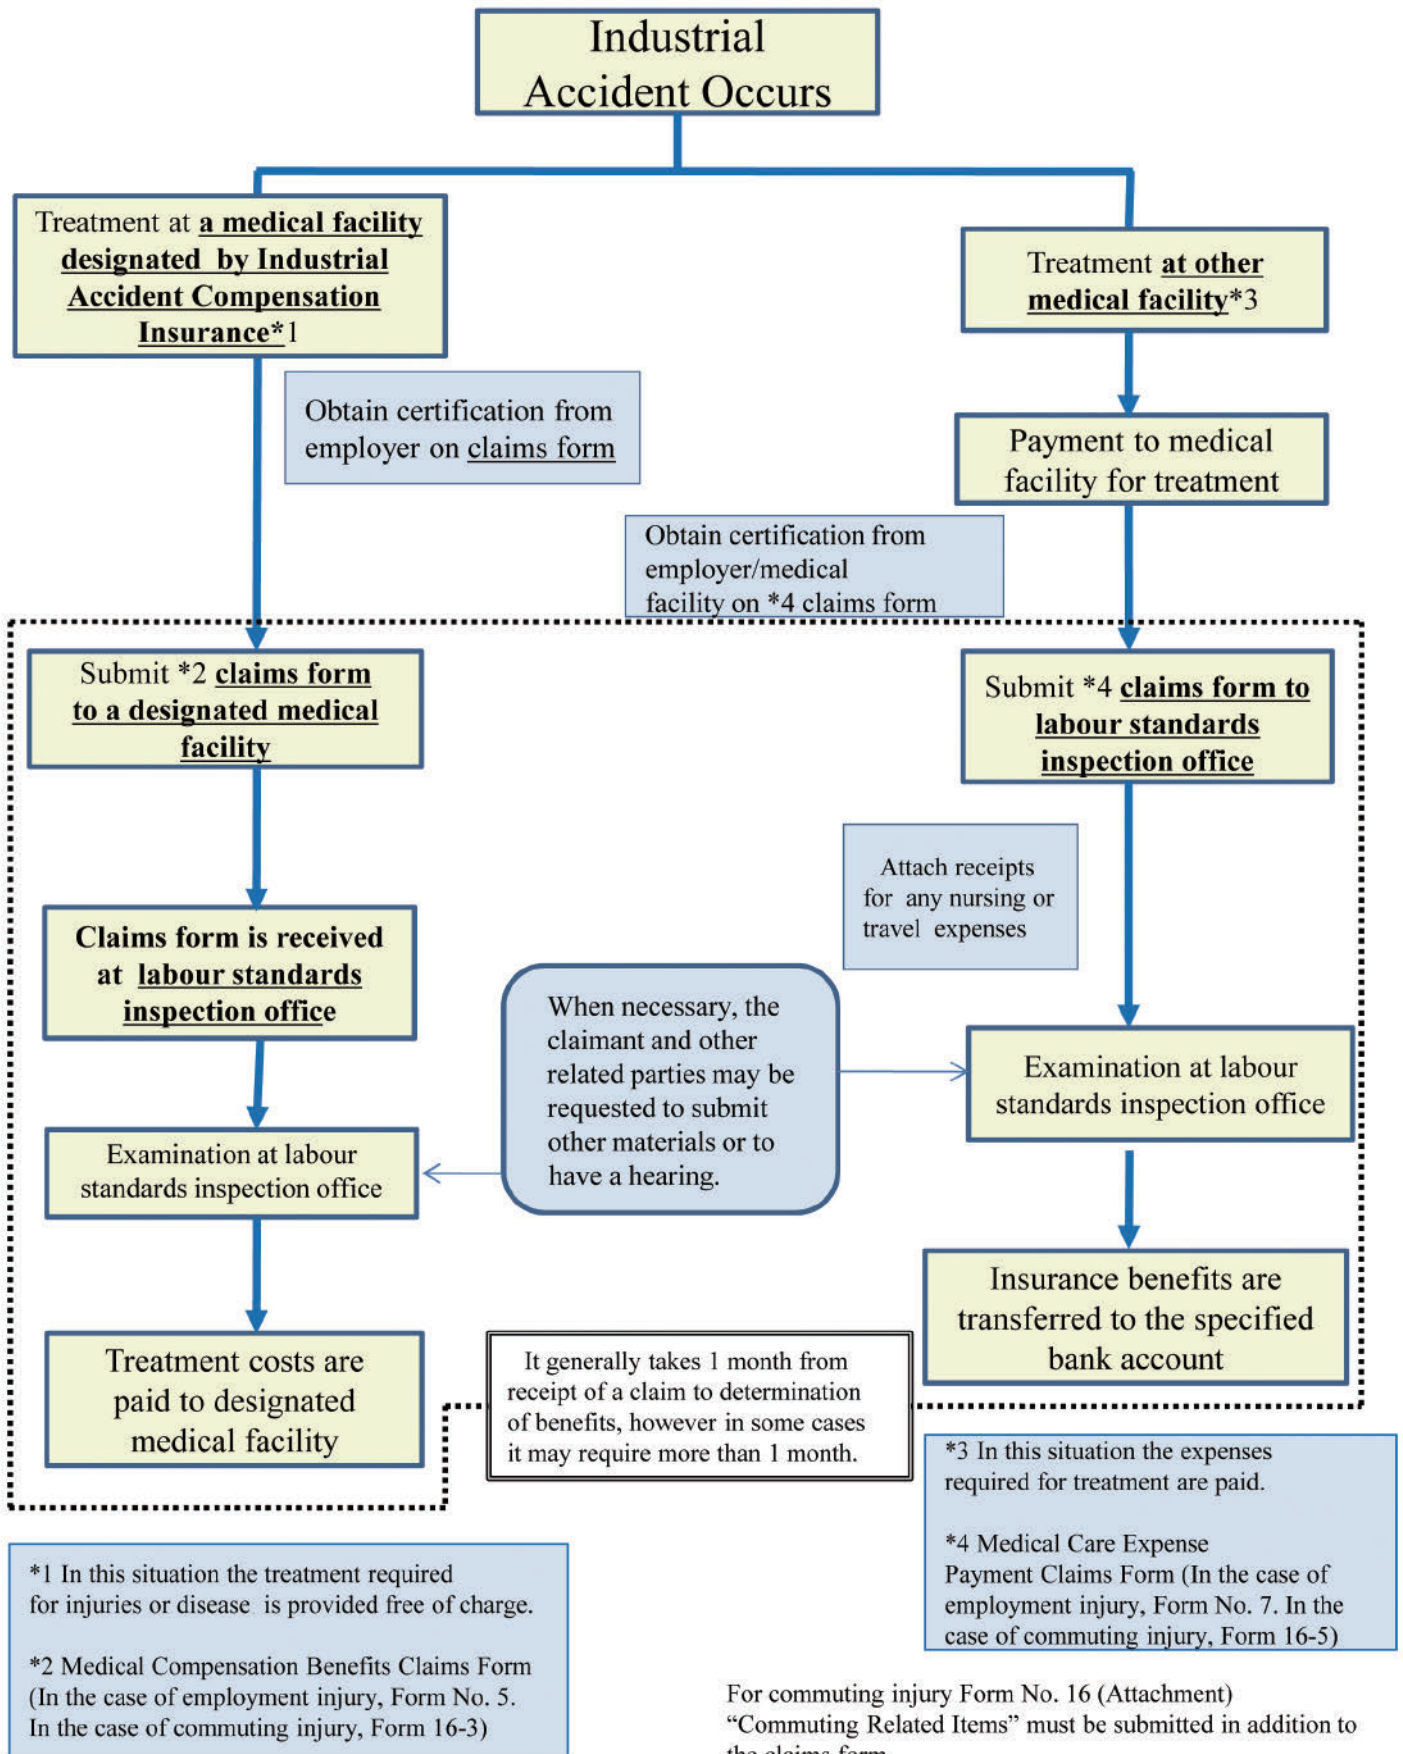 Industrial
Accident Occurs
Treatment at a medical facility
designated by Industrial
Accident Compensation
Insurance*1
Treatment at other
medical facility*3
Obtain certification from
employer on claims form
Payment to medical
facility for treatment
Obtain certification from
employer/medical
facility on *4 claims form
Submit *2 claims form
to a designated medical
facility
Submit *4 claims form to
labour standards
inspection office
Attach receipts
for any nursing or
travel expenses
Claims form is received
at labour standards
inspection office
When necessary, the
claimant and other
related parties may be
requested to submit
other materials or to
have a hearing.
Examination at labour
standards inspection office
Examination at labour
standards inspection office
Insurance benefits are
transferred to the specified
bank account
Treatment costs are
paid to designated
medical facility
It generally takes 1 month from
receipt of a claim to determination
of benefits, however in some cases
it may require more than 1 month.
*3 In this situation the expenses
required for treatment are paid.
*4 Medical Care Expense
Payment Claims Form (In the case of
employment injury, Form No. 7. In the
case of commuting injury, Form 16-5)
*1 In this situation the treatment required
for injuries or disease is provided free of charge.
*2 Medical Compensation Benefits Claims Form
(In the case of employment injury, Form No. 5.
In the case of commuting injury, Form 16-3)
For commuting injury Form No. 16 (Attachment)
“Commuting Related Items” must be submitted in addition to
the claims form